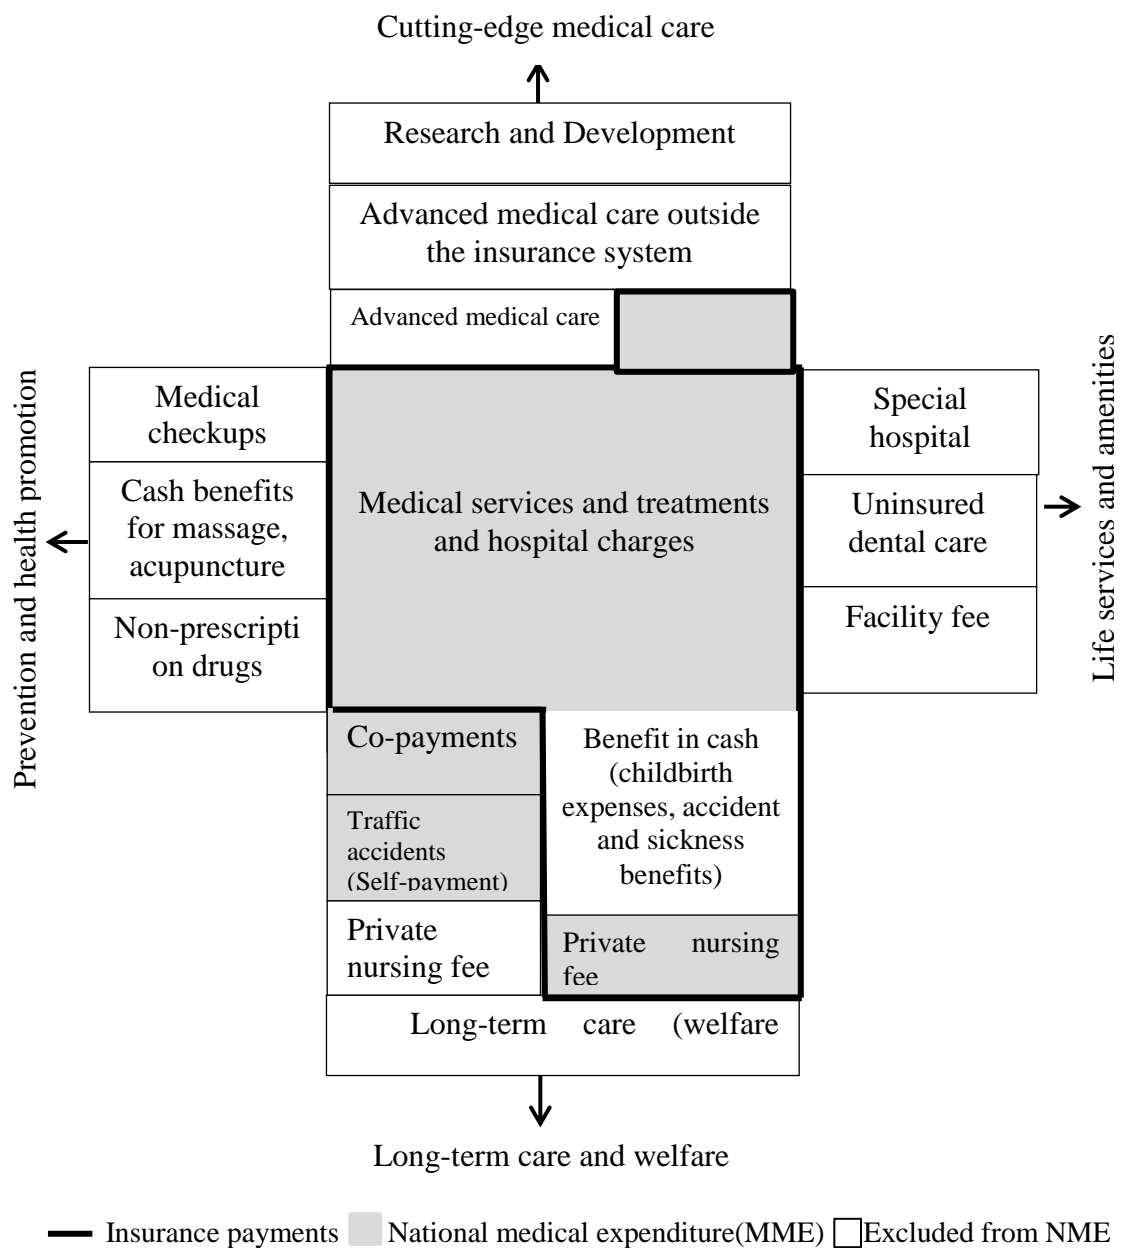 Cutting-edge medical care
Research and Development
Advanced medical care outside
the insurance system
Advanced medical care
Prevention and health promotion
Medical
checkups
Cash benefits
for massage,
acupuncture
Non-prescripti
on drugs
Medical services and treatments
and hospital charges
Special
hospital
Uninsured
dental care
Facility fee
Life services and amenities
Co-payments
Traffic
accidents
(Self-payment)
Private
nursing fee
Benefit in cash
(childbirth
expenses, accident
and sickness
benefits)
Private nursing
fee
Long-term care (welfare
Long-term care and welfare
Insurance payments National medical expenditure(MME) Excluded from NME